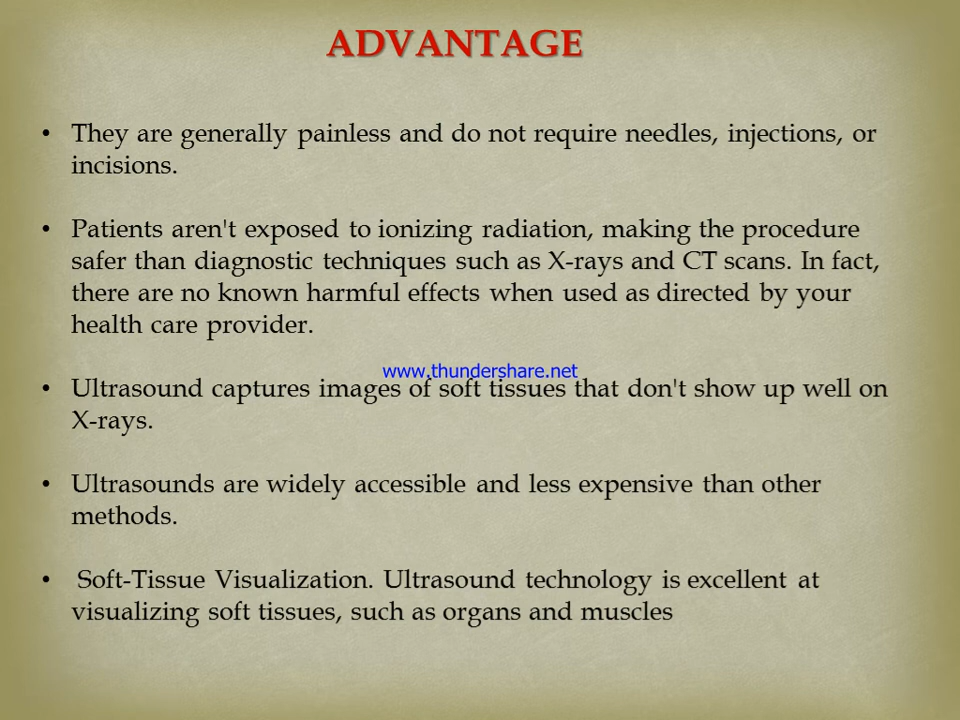 ADVANTAGE
• They are generally painless and do not require needles, injections, or
incisions.
• Patients aren't exposed to ionizing radiation, making the procedure
safer than diagnostic techniques such as X-rays and CT scans. In fact,
there are no known harmful effects when used as directed by your
health care provider.
www.thundershare.net
• Ultrasound captures images of soft tissues that don't show up well on
X-rays.
• Ultrasounds are widely accessible and less expensive than other
methods.
• Soft-Tissue Visualization. Ultrasound technology is excellent at
visualizing soft tissues, such as organs and muscles